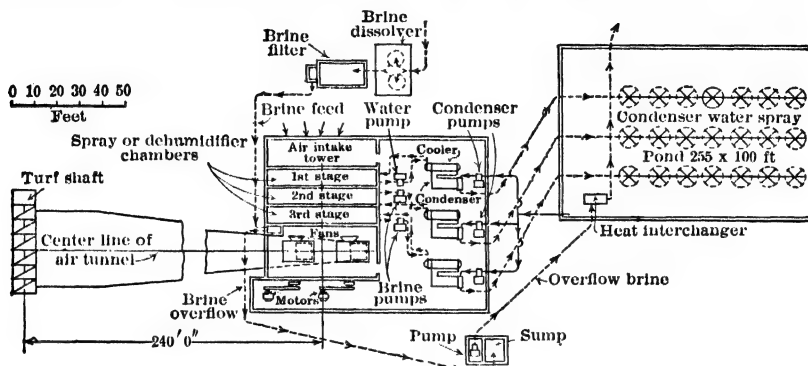 Brine
dissolver
Brine
filter
0 10 20 30 40 50
Feet
Brine feed
Water
pump
Condenser
pumps
Spray or dehumidifier
chambers
Air intake
tower
Cooler
1st stage
2nd stage
3rd stage
Condenser
Fans
Condenser water spray
Pond 255 x 100 ft
Turf shaft
Center line of
air tunnel
Heat interchanger
Brine
overflow
Motors
Brine
pumps
Overflow brine
240' 0"
Pump
Sump